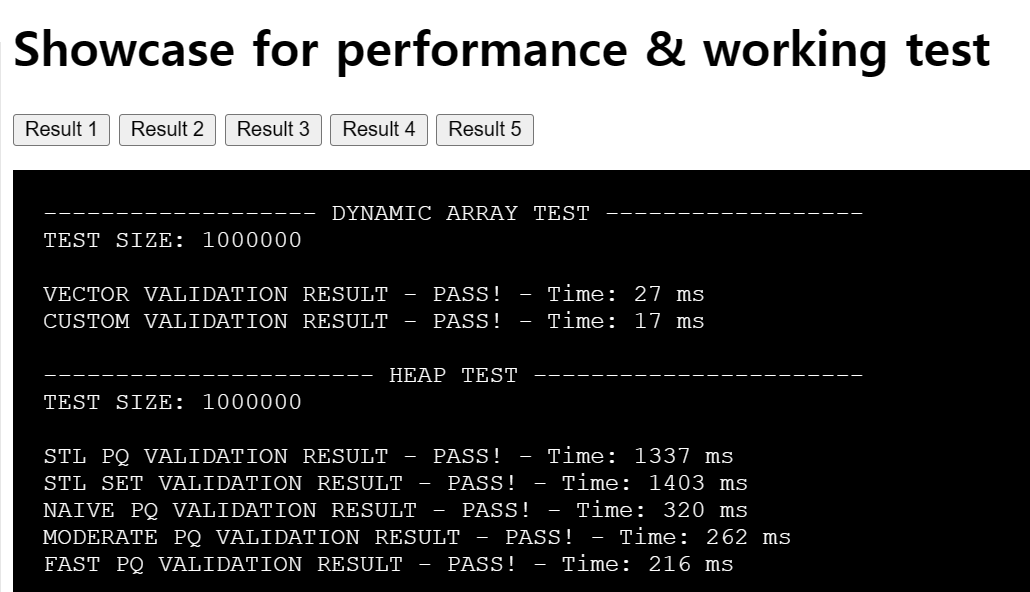 Showcase for performance & working test
Result 1 Result 2 Result 3 Result 4 Result 5
------------------- DYNAMIC ARRAY TEST ------------------
TEST SIZE: 1000000
VECTOR VALIDATION RESULT - PASS! - Time: 27 ms
CUSTOM VALIDATION RESULT - PASS! - Time: 17 ms
----------------------- HEAP TEST -----------------------
TEST SIZE: 1000000
STL PQ VALIDATION RESULT - PASS! - Time: 1337 ms
STL SET VALIDATION RESULT - PASS! - Time: 1403 ms
NAIVE PQ VALIDATION RESULT - PASS! - Time: 320 ms
MODERATE PQ VALIDATION RESULT - PASS! - Time: 262 ms
FAST PQ VALIDATION RESULT - PASS! - Time: 216 ms